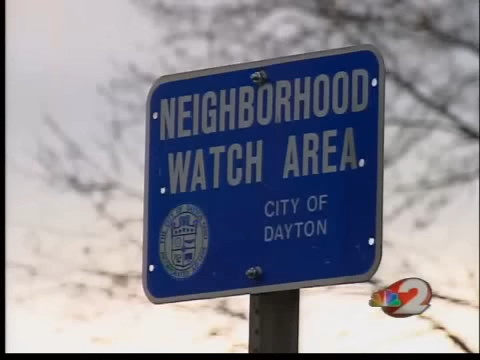 NEIGHBORHOOD
WATCH AREA
CITY OF
DAYTON
2